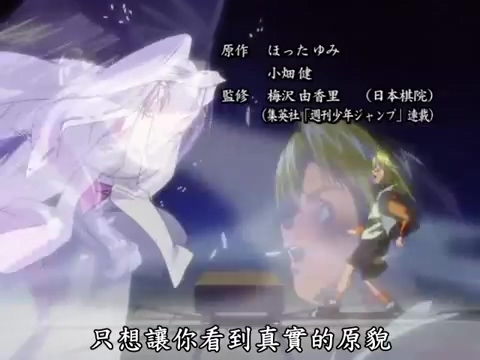 原作　ほった ゆみ
小畑 健
監修　梅沢 由香里　（日本棋院）
（集英社「週刊少年ジャンプ」連載）
只想讓你看到真實的原貌